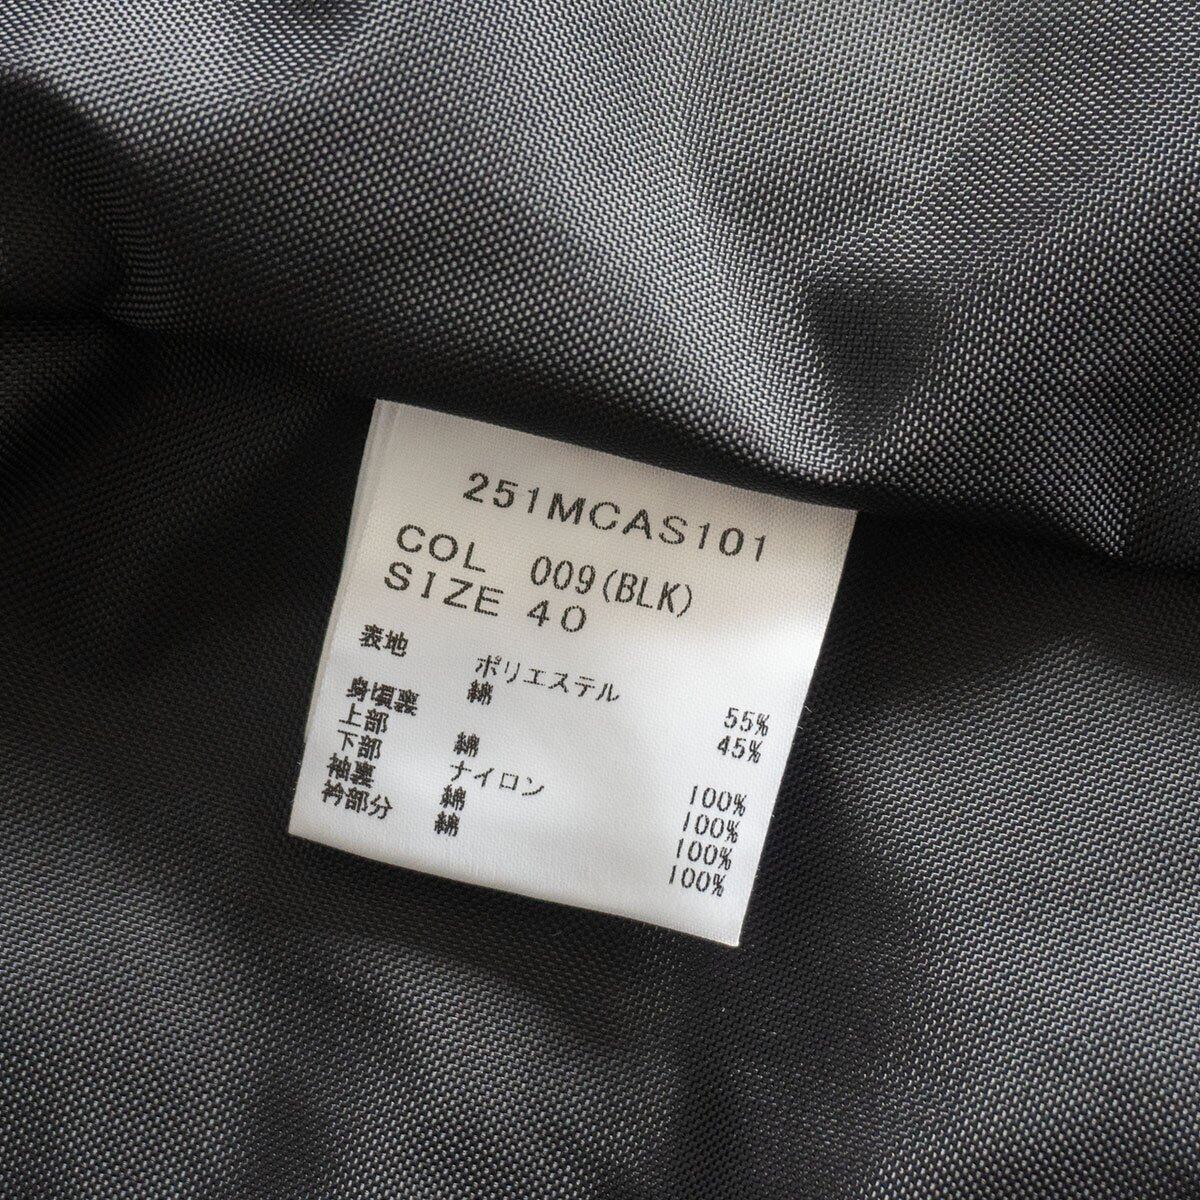 251MCAS101
COL 009(BLK)
SIZE 40
表地 ポリエステル 55%
綿 45%
身頃裏
上部 綿 100%
下部 ナイロン 100%
袖裏 綿 100%
衿部分 綿 100%